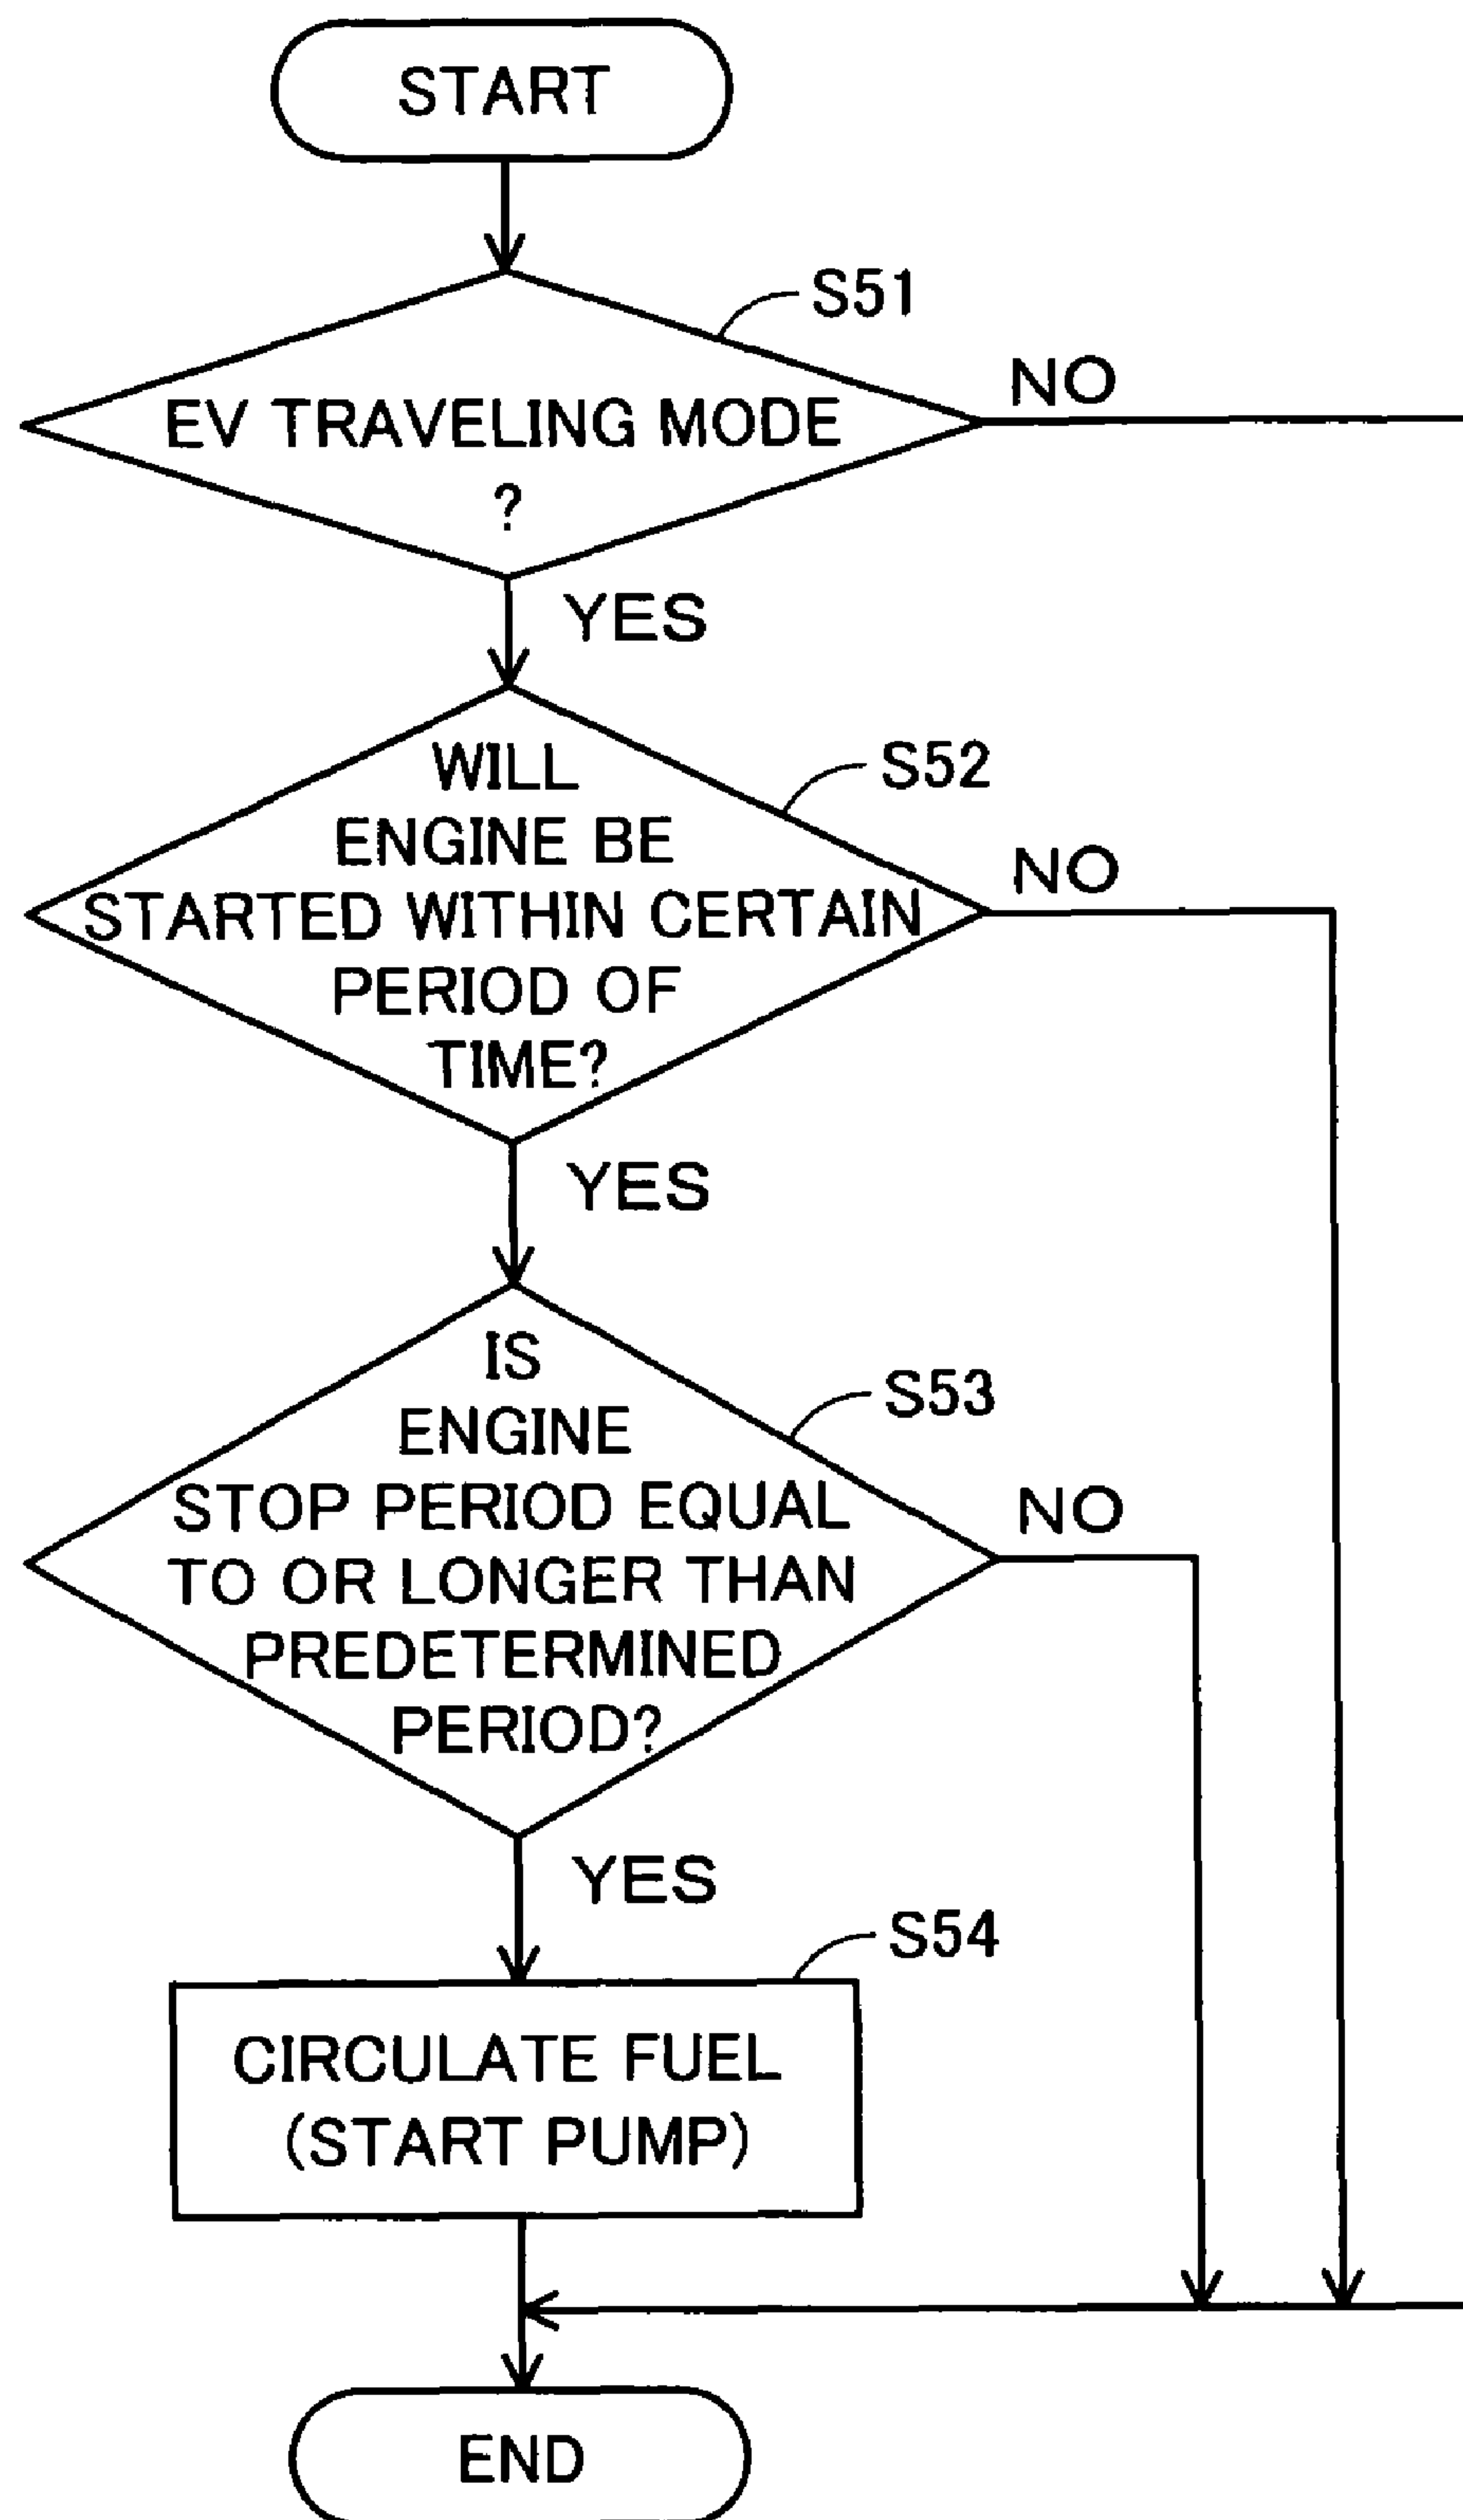 START
S51
NO
EV TRAVELING MODE
?
YES
WILL
S52
ENGINE BE
NO
STARTED WITHIN CERTAIN
PERIOD OF
TIME?
YES
IS
S53
ENGINE
STOP PERIOD EQUAL
NO
TO OR LONGER THAN
PREDETERMINED
PERIOD?
YES
S54
CIRCULATE FUEL
(START PUMP)
END